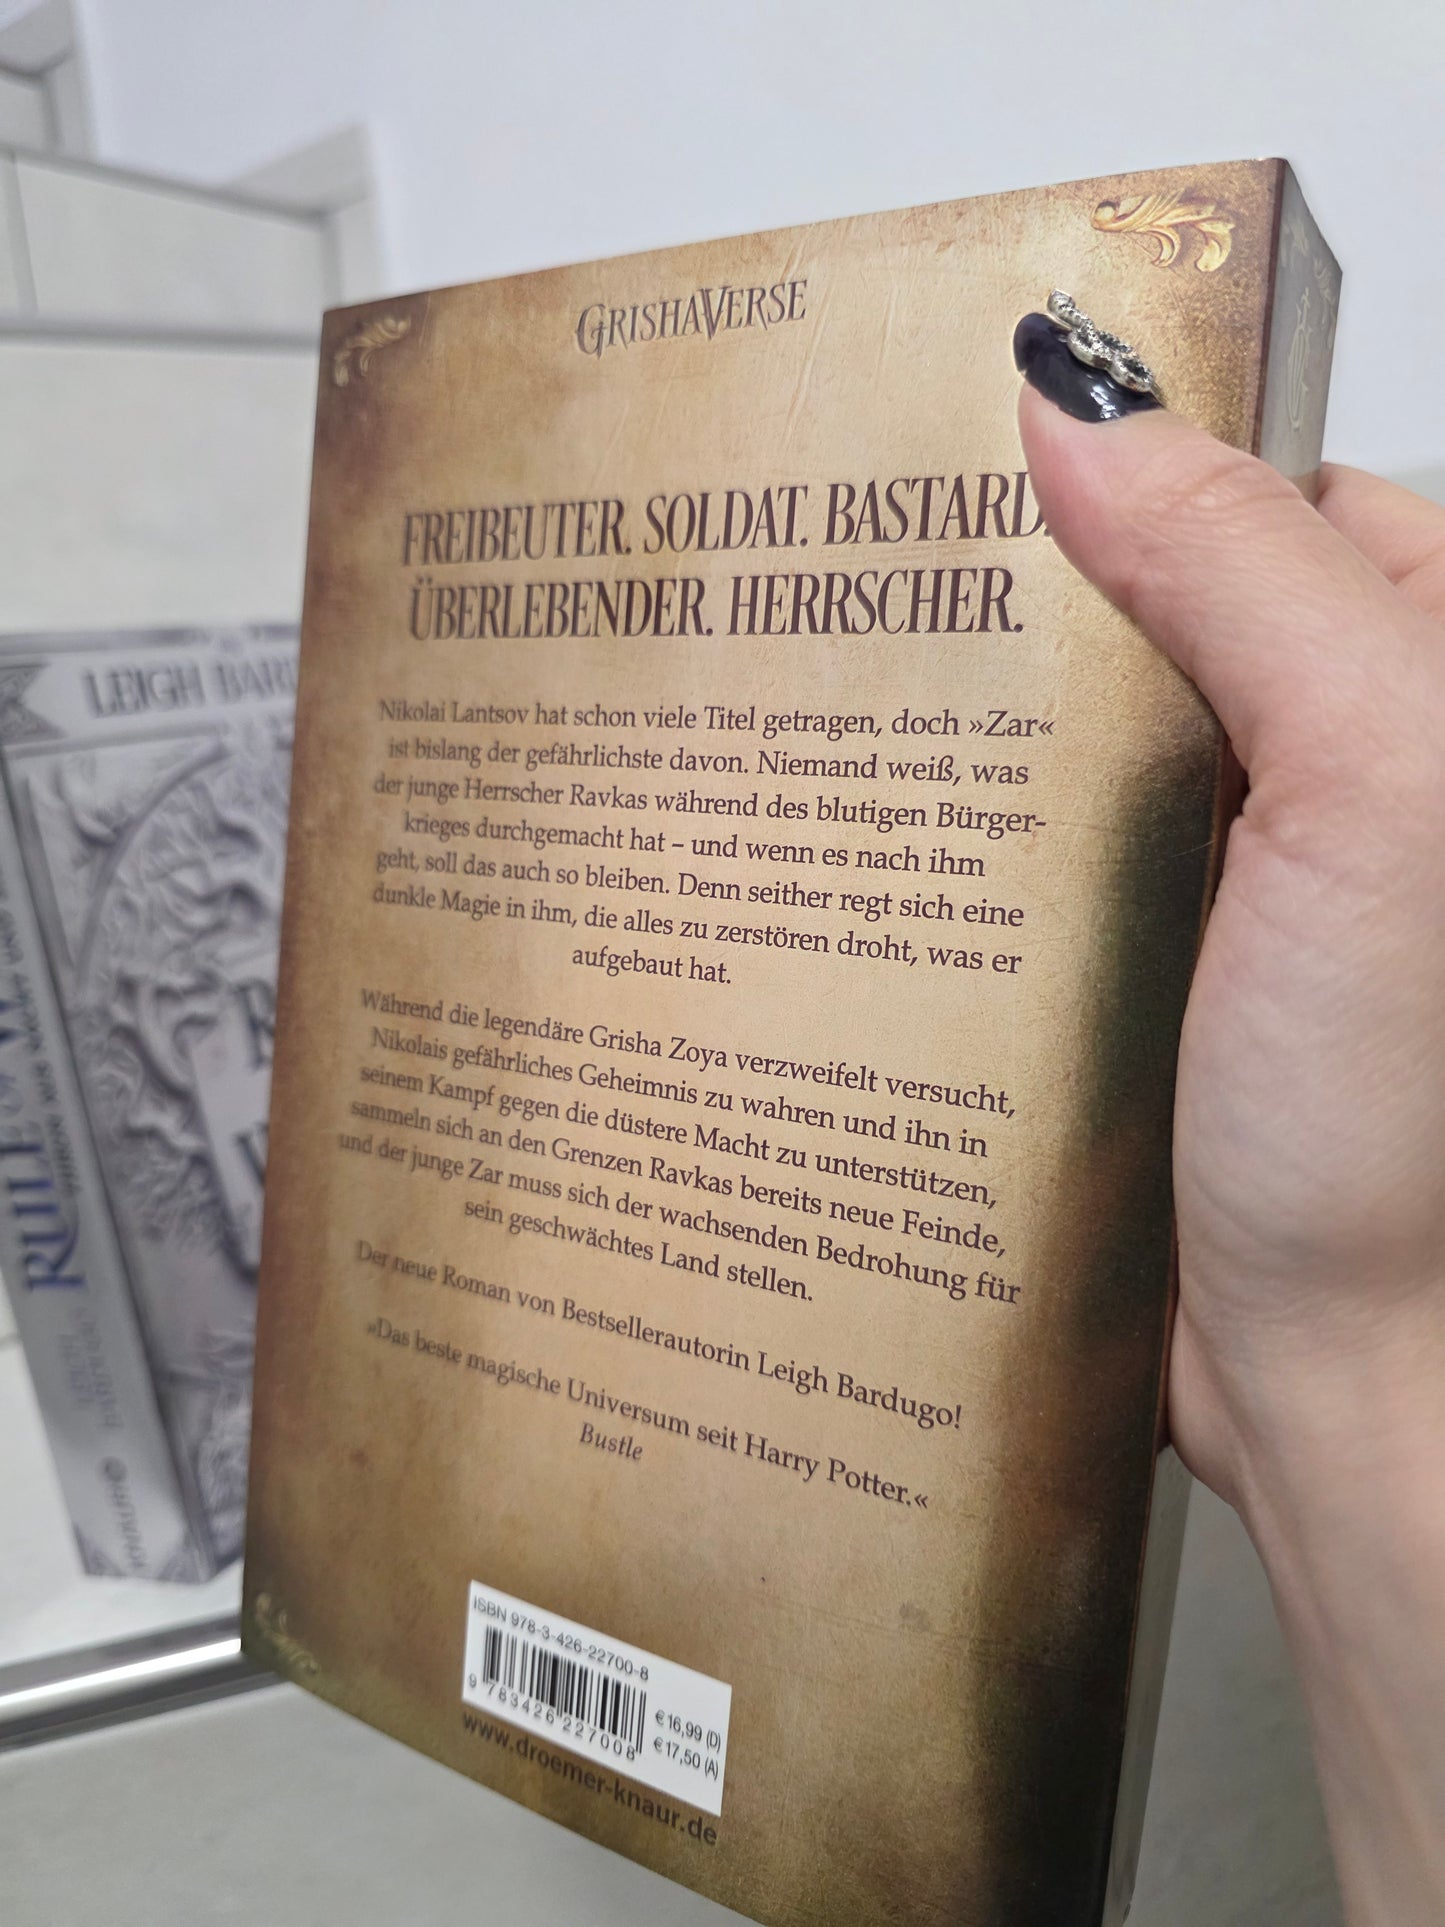 GRISHAVERSE
FREIBEUTER. SOLDAT. BASTARD.
ÜBERLEBENDER. HERRSCHER.
Nikolai Lantsov hat schon viele Titel getragen, doch »Zar«
ist bislang der gefährlichste davon. Niemand weiß, was
der junge Herrscher Ravkas während des blutigen Bürger-
krieges durchgemacht hat – und wenn es nach ihm
geht, soll das auch so bleiben. Denn seither regt sich eine
dunkle Magie in ihm, die alles zu zerstören droht, was er
aufgebaut hat.
Während die legendäre Grisha Zoya verzweifelt versucht,
Nikolais gefährliches Geheimnis zu wahren und ihn in
seinem Kampf gegen die düstere Macht zu unterstützen,
sammeln sich an den Grenzen Ravkas bereits neue Feinde,
und der junge Zar muss sich der wachsenden Bedrohung für
sein geschwächtes Land stellen.
Der neue Roman von Bestsellerautorin Leigh Bardugo!
»Das beste magische Universum seit Harry Potter.«
Bustle
ISBN 978-3-426-22700-8
9 783426 227008
€ 16,99 (D)
€ 17,50 (A)
www.droemer-knaur.de
LEIGH BAR
RULE OF
KNAUR